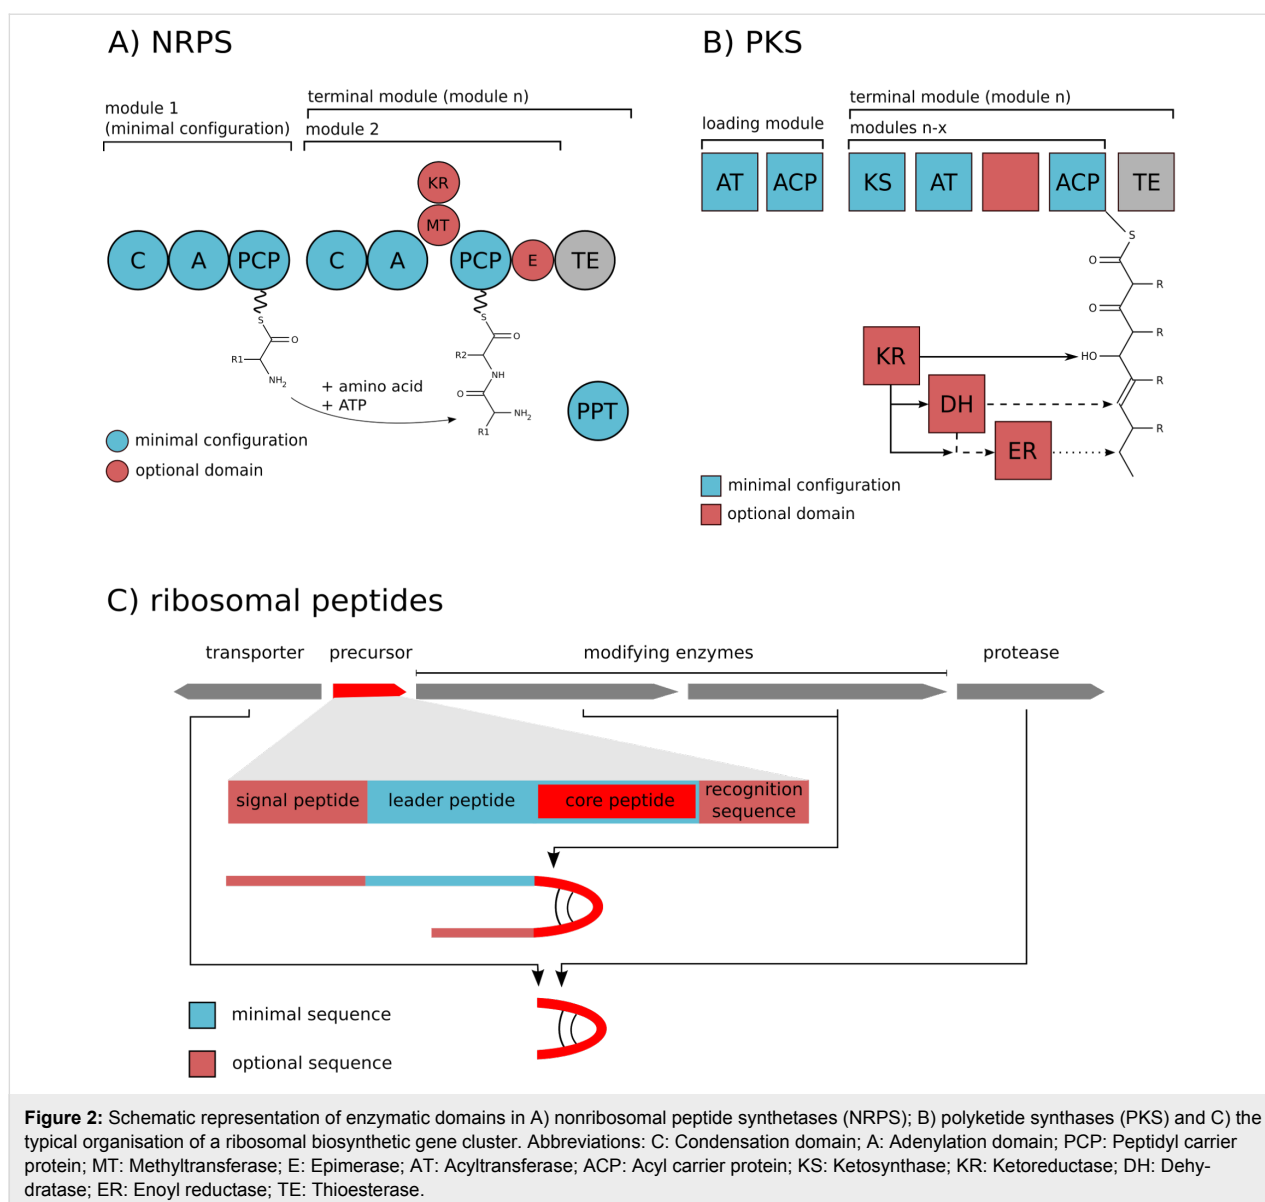 A) NRPS
module 1
(minimal configuration)
terminal module (module n)
module 2
KR
MT
C
A
PCP
C
A
PCP
E
TE
S
O
R1
NH2
S
O
R2
NH
O
NH2
R1
+ amino acid
+ ATP
PPT
minimal configuration
optional domain
B) PKS
terminal module (module n)
loading module
modules n-x
AT
ACP
KS
AT
ACP
TE
S
O
R
O
R
KR
HO
R
DH
R
ER
minimal configuration
optional domain
C) ribosomal peptides
transporter
precursor
modifying enzymes
protease
signal peptide
leader peptide
core peptide
recognition
sequence
minimal sequence
optional sequence
Figure 2: Schematic representation of enzymatic domains in A) nonribosomal peptide synthetases (NRPS); B) polyketide synthases (PKS) and C) the
typical organisation of a ribosomal biosynthetic gene cluster. Abbreviations: C: Condensation domain; A: Adenylation domain; PCP: Peptidyl carrier
protein; MT: Methyltransferase; E: Epimerase; AT: Acyltransferase; ACP: Acyl carrier protein; KS: Ketosynthase; KR: Ketoreductase; DH: Dehy-
dratase; ER: Enoyl reductase; TE: Thioesterase.